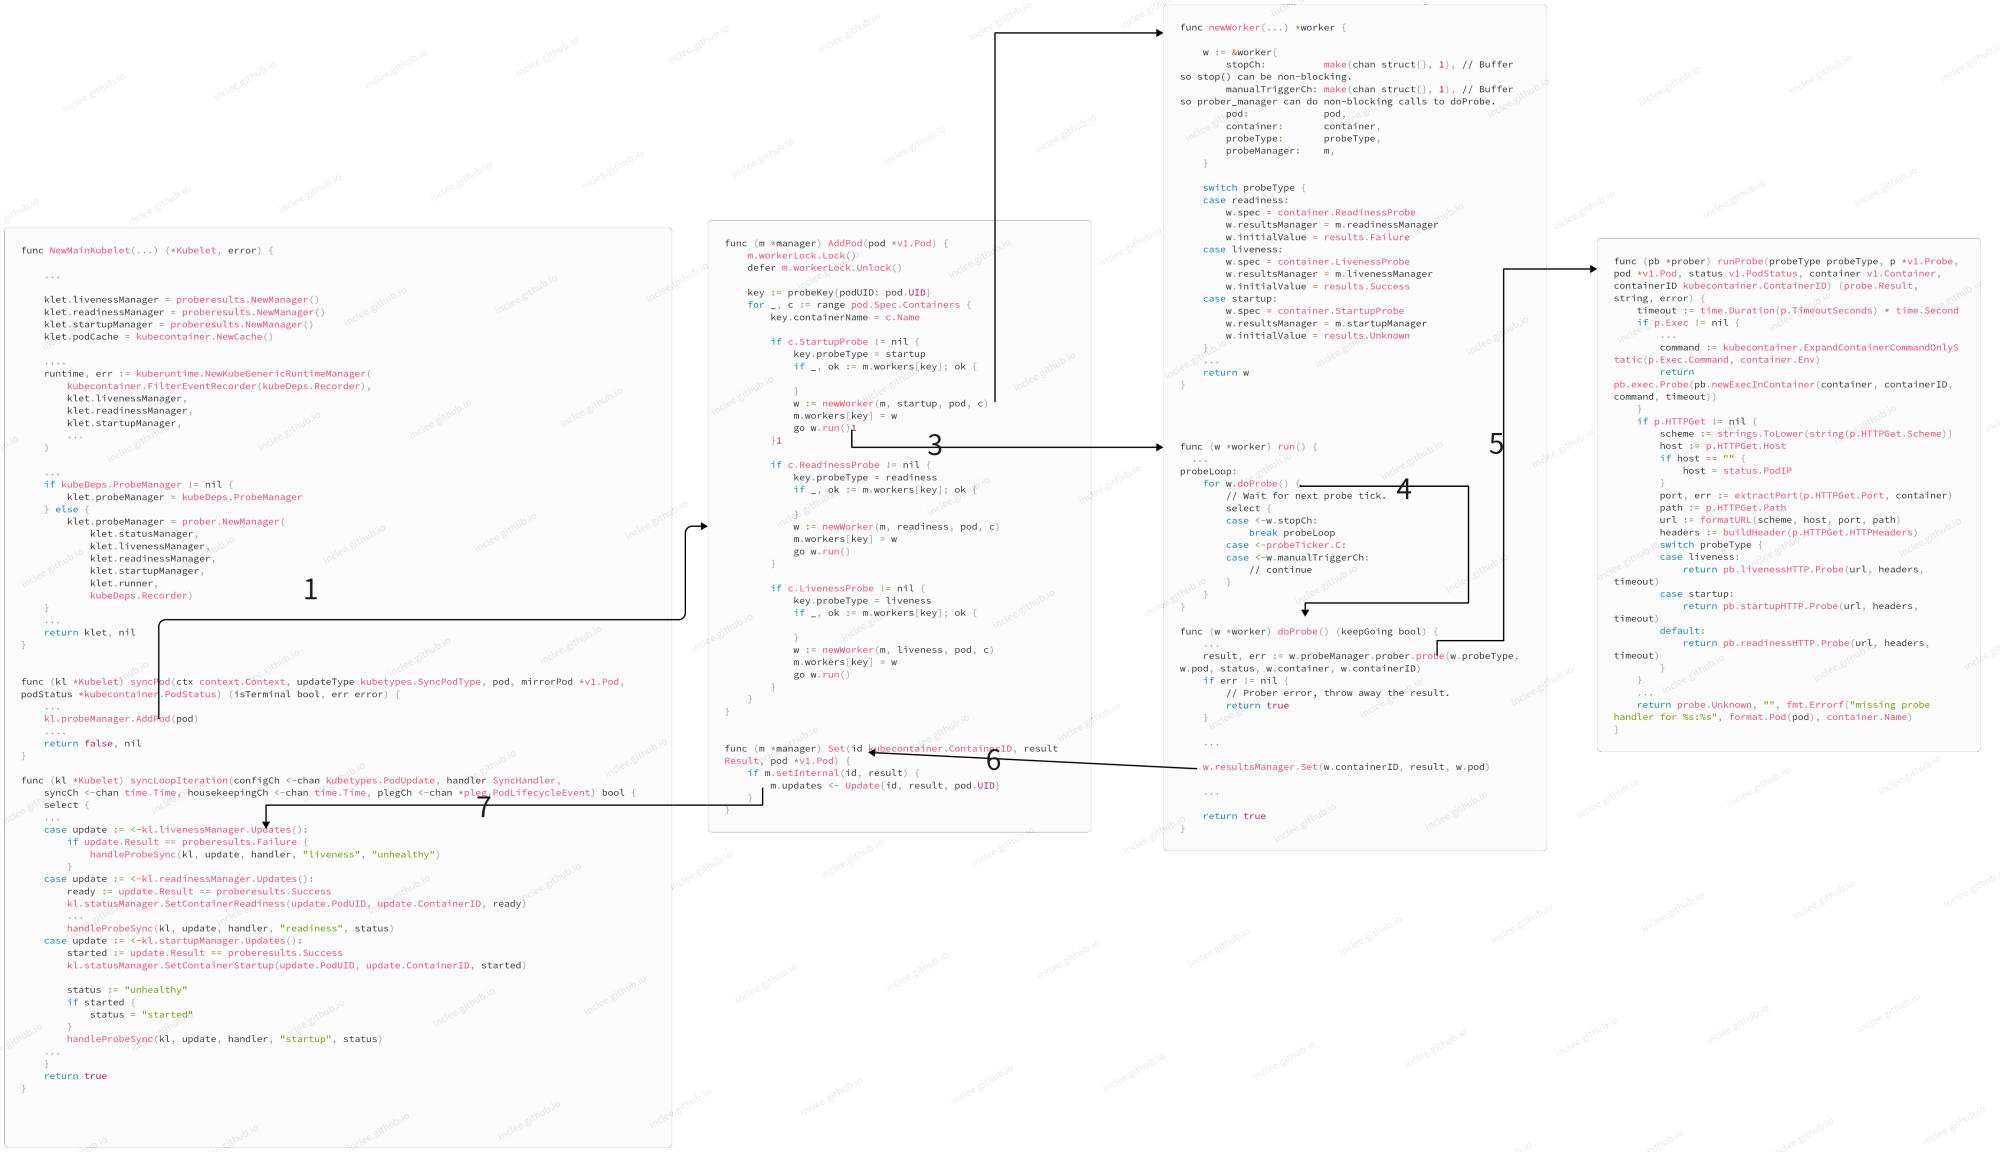 func NewMainKubelet(...) (*Kubelet, error) {
...
klet.livenessManager = proberesults.NewManager()
klet.readinessManager = proberesults.NewManager()
klet.startupManager = proberesults.NewManager()
klet.podCache = kubecontainer.NewCache()
....
runtime, err := kuberuntime.NewKubeGenericRuntimeManager(
kubecontainer.FilterEventRecorder(kubeDeps.Recorder),
klet.livenessManager,
klet.readinessManager,
klet.startupManager,
...
)
...
if kubeDeps.ProbeManager != nil {
klet.probeManager = kubeDeps.ProbeManager
} else {
klet.probeManager = prober.NewManager(
klet.statusManager,
klet.livenessManager,
klet.readinessManager,
klet.startupManager,
klet.runner,
kubeDeps.Recorder)
}
...
return klet, nil
}
1
func (kl *Kubelet) syncPod(ctx context.Context, updateType kubetypes.SyncPodType, pod, mirrorPod *v1.Pod,
podStatus *kubecontainer.PodStatus) (isTerminal bool, err error) {
...
kl.probeManager.AddPod(pod)
....
return false, nil
}
func (kl *Kubelet) syncLoopIteration(configCh <-chan kubetypes.PodUpdate, handler SyncHandler,
syncCh <-chan time.Time, housekeepingCh <-chan time.Time, plegCh <-chan *pleg.PodLifecycleEvent) bool {
select {
...
7
case update := <-kl.livenessManager.Updates():
if update.Result == proberesults.Failure {
handleProbeSync(kl, update, handler, "liveness", "unhealthy")
}
case update := <-kl.readinessManager.Updates():
ready := update.Result == proberesults.Success
kl.statusManager.SetContainerReadiness(update.PodUID, update.ContainerID, ready)
...
handleProbeSync(kl, update, handler, "readiness", status)
case update := <-kl.startupManager.Updates():
started := update.Result == proberesults.Success
kl.statusManager.SetContainerStartup(update.PodUID, update.ContainerID, started)
status := "unhealthy"
if started {
status = "started"
}
handleProbeSync(kl, update, handler, "startup", status)
...
}
return true
}
func (m *manager) AddPod(pod *v1.Pod) {
m.workerLock.Lock()
defer m.workerLock.Unlock()
key := probeKey{podUID: pod.UID}
for _, c := range pod.Spec.Containers {
key.containerName = c.Name
if c.StartupProbe != nil {
key.probeType = startup
if _, ok := m.workers[key]; ok {
}
w := newWorker(m, startup, pod, c)
m.workers[key] = w
go w.run()1
}1
3
if c.ReadinessProbe != nil {
key.probeType = readiness
if _, ok := m.workers[key]; ok {
}
w := newWorker(m, readiness, pod, c)
m.workers[key] = w
go w.run()
}
if c.LivenessProbe != nil {
key.probeType = liveness
if _, ok := m.workers[key]; ok {
}
w := newWorker(m, liveness, pod, c)
m.workers[key] = w
go w.run()
}
}
}
func (m *manager) Set(id kubecontainer.ContainerID, result
Result, pod *v1.Pod) {
6
if m.setInternal(id, result) {
m.updates <- Update{id, result, pod.UID}
}
}
func newWorker(...) *worker {
w := &worker{
stopCh: make(chan struct{}, 1), // Buffer
so stop() can be non-blocking.
manualTriggerCh: make(chan struct{}, 1), // Buffer
so prober_manager can do non-blocking calls to doProbe.
pod: pod,
container: container,
probeType: probeType,
probeManager: m,
}
switch probeType {
case readiness:
w.spec = container.ReadinessProbe
w.resultsManager = m.readinessManager
w.initialValue = results.Failure
case liveness:
w.spec = container.LivenessProbe
w.resultsManager = m.livenessManager
w.initialValue = results.Success
case startup:
w.spec = container.StartupProbe
w.resultsManager = m.startupManager
w.initialValue = results.Unknown
}
...
return w
}
func (w *worker) run() {
...
probeLoop:
for w.doProbe() {
4
// Wait for next probe tick.
select {
case <-w.stopCh:
break probeLoop
case <-probeTicker.C:
case <-w.manualTriggerCh:
// continue
}
}
}
func (w *worker) doProbe() (keepGoing bool) {
...
result, err := w.probeManager.prober.probe(w.probeType,
w.pod, status, w.container, w.containerID)
if err != nil {
// Prober error, throw away the result.
return true
}
...
w.resultsManager.Set(w.containerID, result, w.pod)
...
return true
}
5
func (pb *prober) runProbe(probeType probeType, p *v1.Probe,
pod *v1.Pod, status v1.PodStatus, container v1.Container,
containerID kubecontainer.ContainerID) (probe.Result,
string, error) {
timeout := time.Duration(p.TimeoutSeconds) * time.Second
if p.Exec != nil {
...
command := kubecontainer.ExpandContainerCommandOnlyS
tatic(p.Exec.Command, container.Env)
return
pb.exec.Probe(pb.newExecInContainer(container, containerID,
command, timeout))
}
if p.HTTPGet != nil {
scheme := strings.ToLower(string(p.HTTPGet.Scheme))
host := p.HTTPGet.Host
if host == "" {
host = status.PodIP
}
port, err := extractPort(p.HTTPGet.Port, container)
path := p.HTTPGet.Path
url := formatURL(scheme, host, port, path)
headers := buildHeader(p.HTTPGet.HTTPHeaders)
switch probeType {
case liveness:
return pb.livenessHTTP.Probe(url, headers,
timeout)
case startup:
return pb.startupHTTP.Probe(url, headers,
timeout)
default:
return pb.readinessHTTP.Probe(url, headers,
timeout)
}
}
...
return probe.Unknown, "", fmt.Errorf("missing probe
handler for %s:%s", format.Pod(pod), container.Name)
}
inclee.github.io